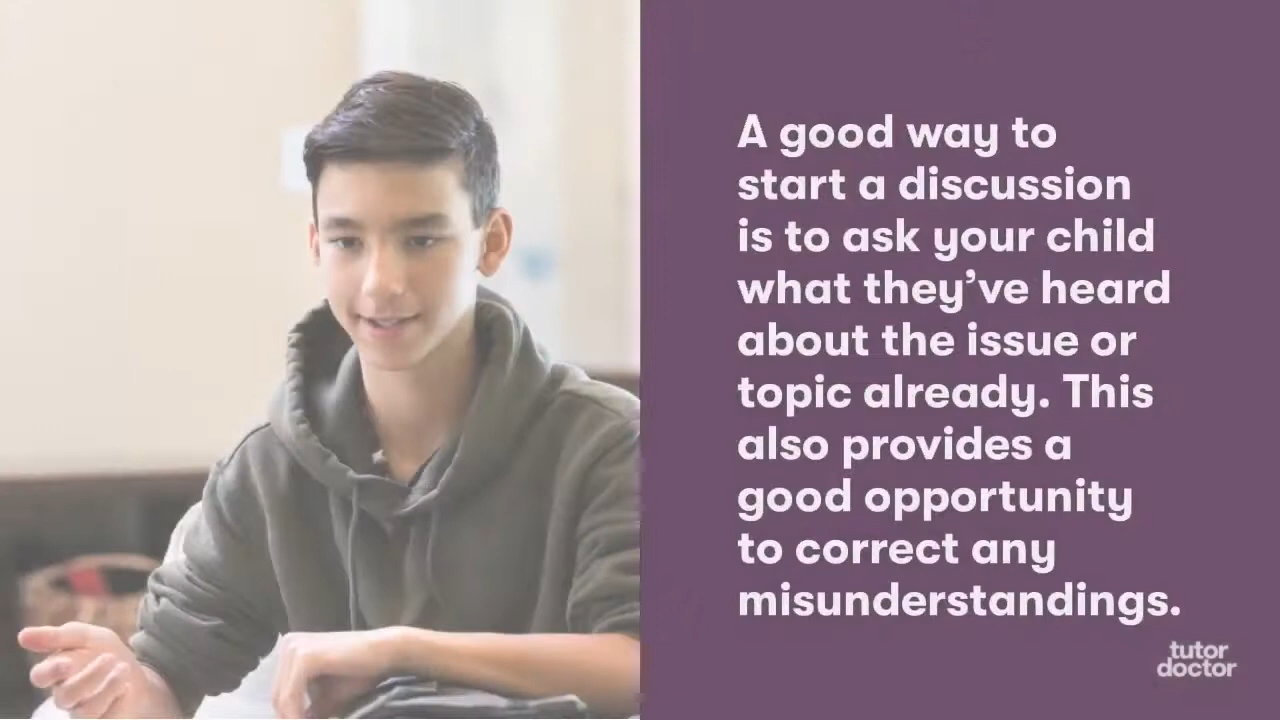 A good way to
start a discussion
is to ask your child
what they’ve heard
about the issue or
topic already. This
also provides a
good opportunity
to correct any
misunderstandings.
tutor
doctor